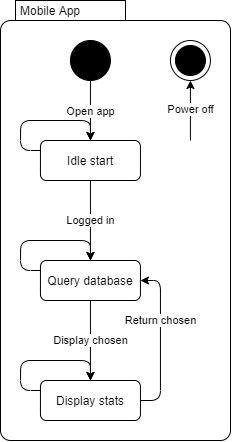 Mobile App
Open app
Power off
Idle start
Logged in
Query database
Return chosen
Display chosen
Display stats